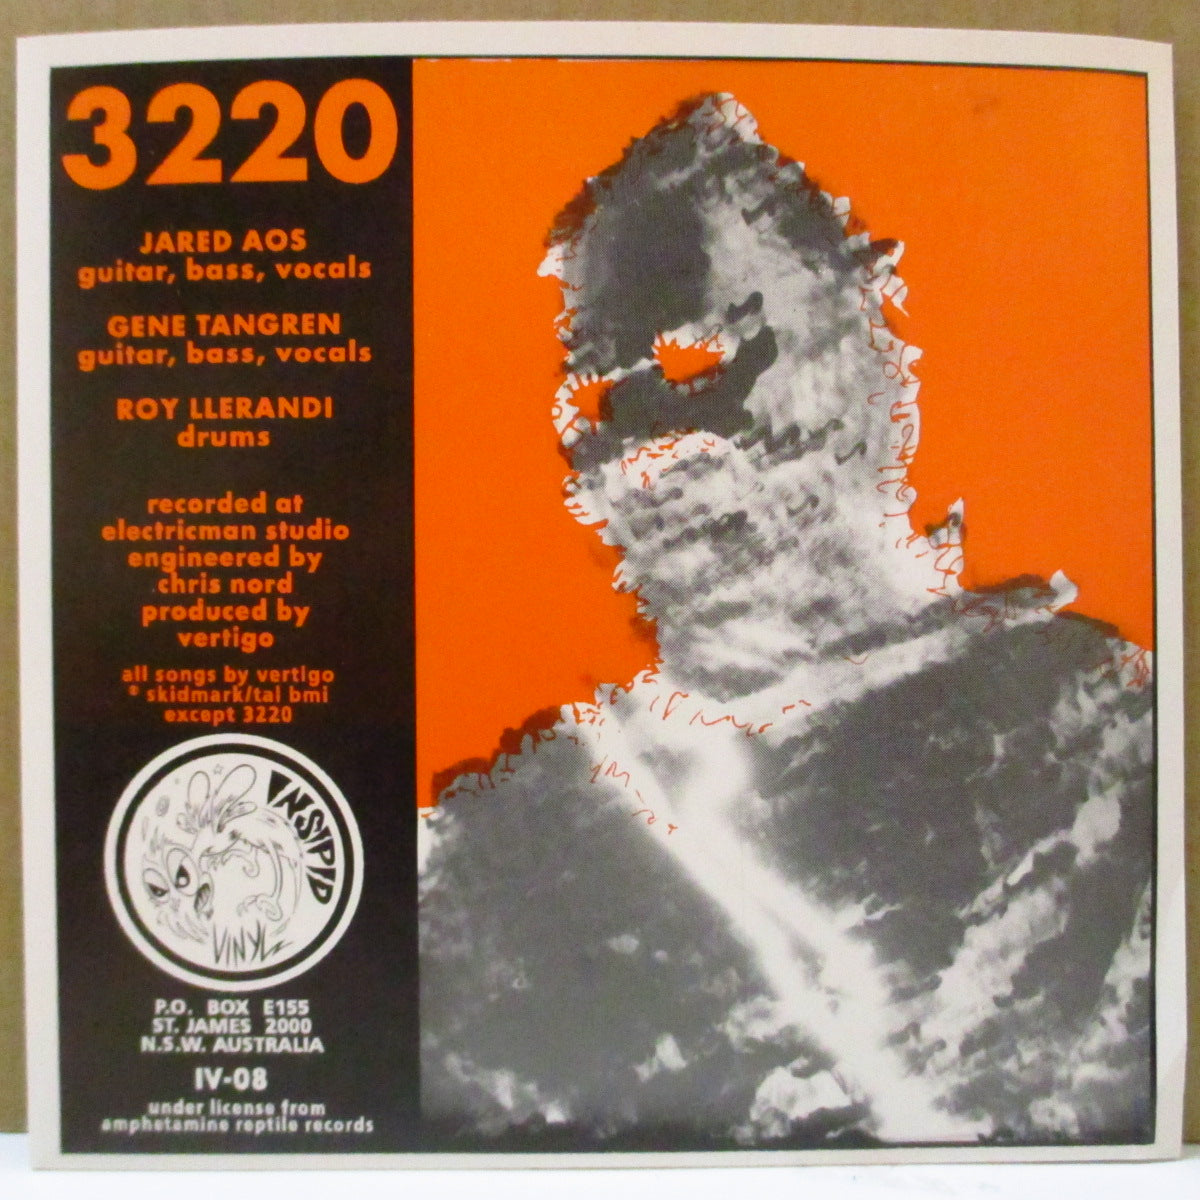 3220
JARED AOS
guitar, bass, vocals
GENE TANGREN
guitar, bass, vocals
ROY LLERANDI
drums
recorded at
electricman studio
engineered by
chris nord
produced by
vertigo
all songs by vertigo
skidmark/tal bmi
except 3220
INSIPID
VINYL
P.O. BOX E155
ST. JAMES 2000
N.S.W. AUSTRALIA
IV-08
under license from
amphetamine reptile records